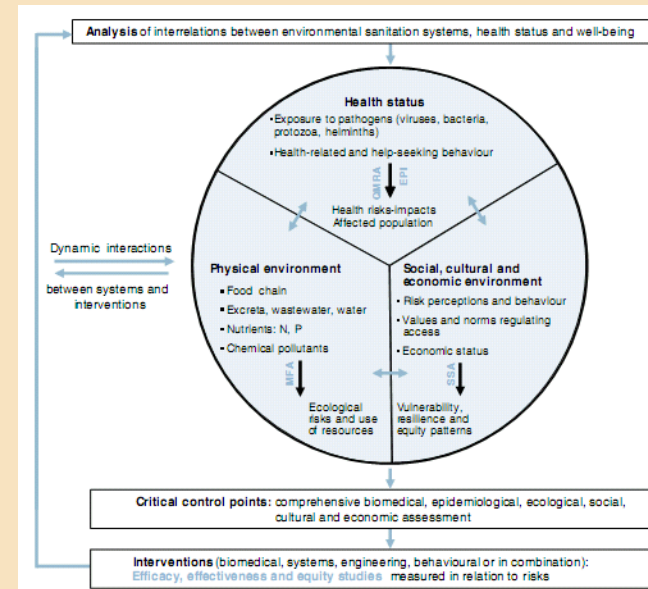 Analysis of interrelations between environmental sanitation systems, health status and well-being
Health status
Exposure to pathogens (viruses, bacteria,
protozoa, helminths)
Health-related and help-seeking behaviour
QMRA
EPI
Health risks-impacts
Affected population
Dynamic interactions
between systems and
interventions
Physical environment
Food chain
Excreta, wastewater, water
Nutrients: N, P
Chemical pollutants
MFA
Ecological
risks and use
of resources
Social, cultural and
economic environment
Risk perceptions and behaviour
Values and norms regulating
access
Economic status
SSA
Vulnerability,
resilience and
equity patterns
Critical control points: comprehensive biomedical, epidemiological, ecological, social,
cultural and economic assessment
Interventions (biomedical, systems, engineering, behavioural or in combination):
Efficacy, effectiveness and equity studies measured in relation to risks